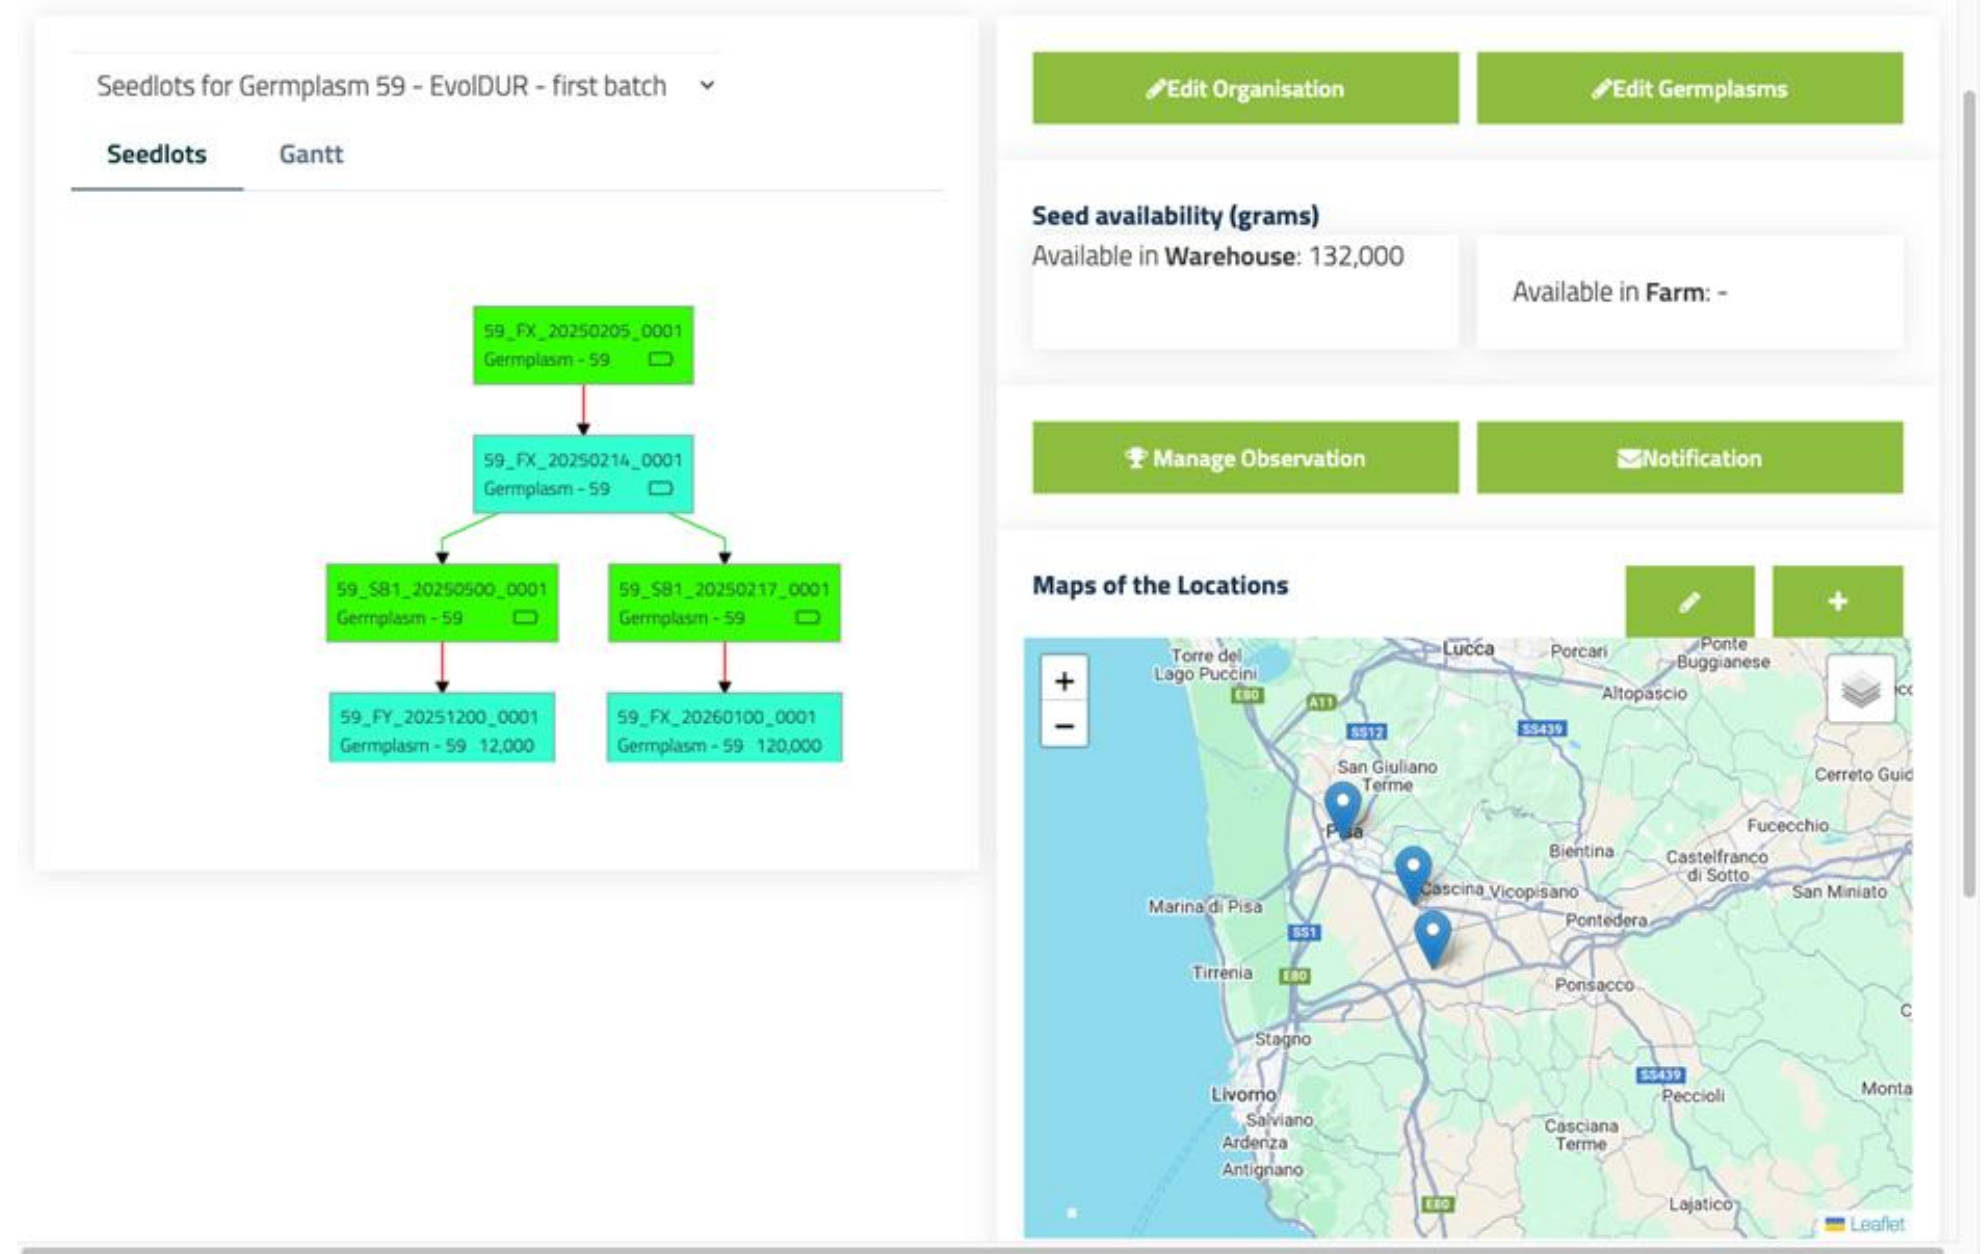 Seedlots for Germplasm 59 - EvolDUR - first batch
Seedlots
Gantt
59_FX_20250205_0001
Germplasm - 59
59_FX_20250214_0001
Germplasm - 59
59_SB1_20250500_0001
Germplasm - 59
59_SB1_20250217_0001
Germplasm - 59
59_FY_20251200_0001
Germplasm - 59 12,000
59_FX_20260100_0001
Germplasm - 59 120,000
Edit Organisation
Edit Germplasms
Seed availability (grams)
Available in Warehouse: 132,000
Available in Farm: -
Manage Observation
Notification
Maps of the Locations
+
+
−
Torre del
Lago Puccini
Lucca
Porcari
Ponte
Buggianese
E80
A11
Altopascio
SS12
SS439
San Giuliano
Terme
Cerreto Guid
Fucecchio
Bientina
Castelfranco
di Sotto
San Miniato
Cascina
Vicopisano
Marina di Pisa
Pontedera
SS1
Tirrenia
E80
Ponsacco
Stagno
SS439
Peccioli
Monta
Livorno
Salviano
Ardenza
Antignano
Casciana
Terme
E80
Lajatico
Leaflet